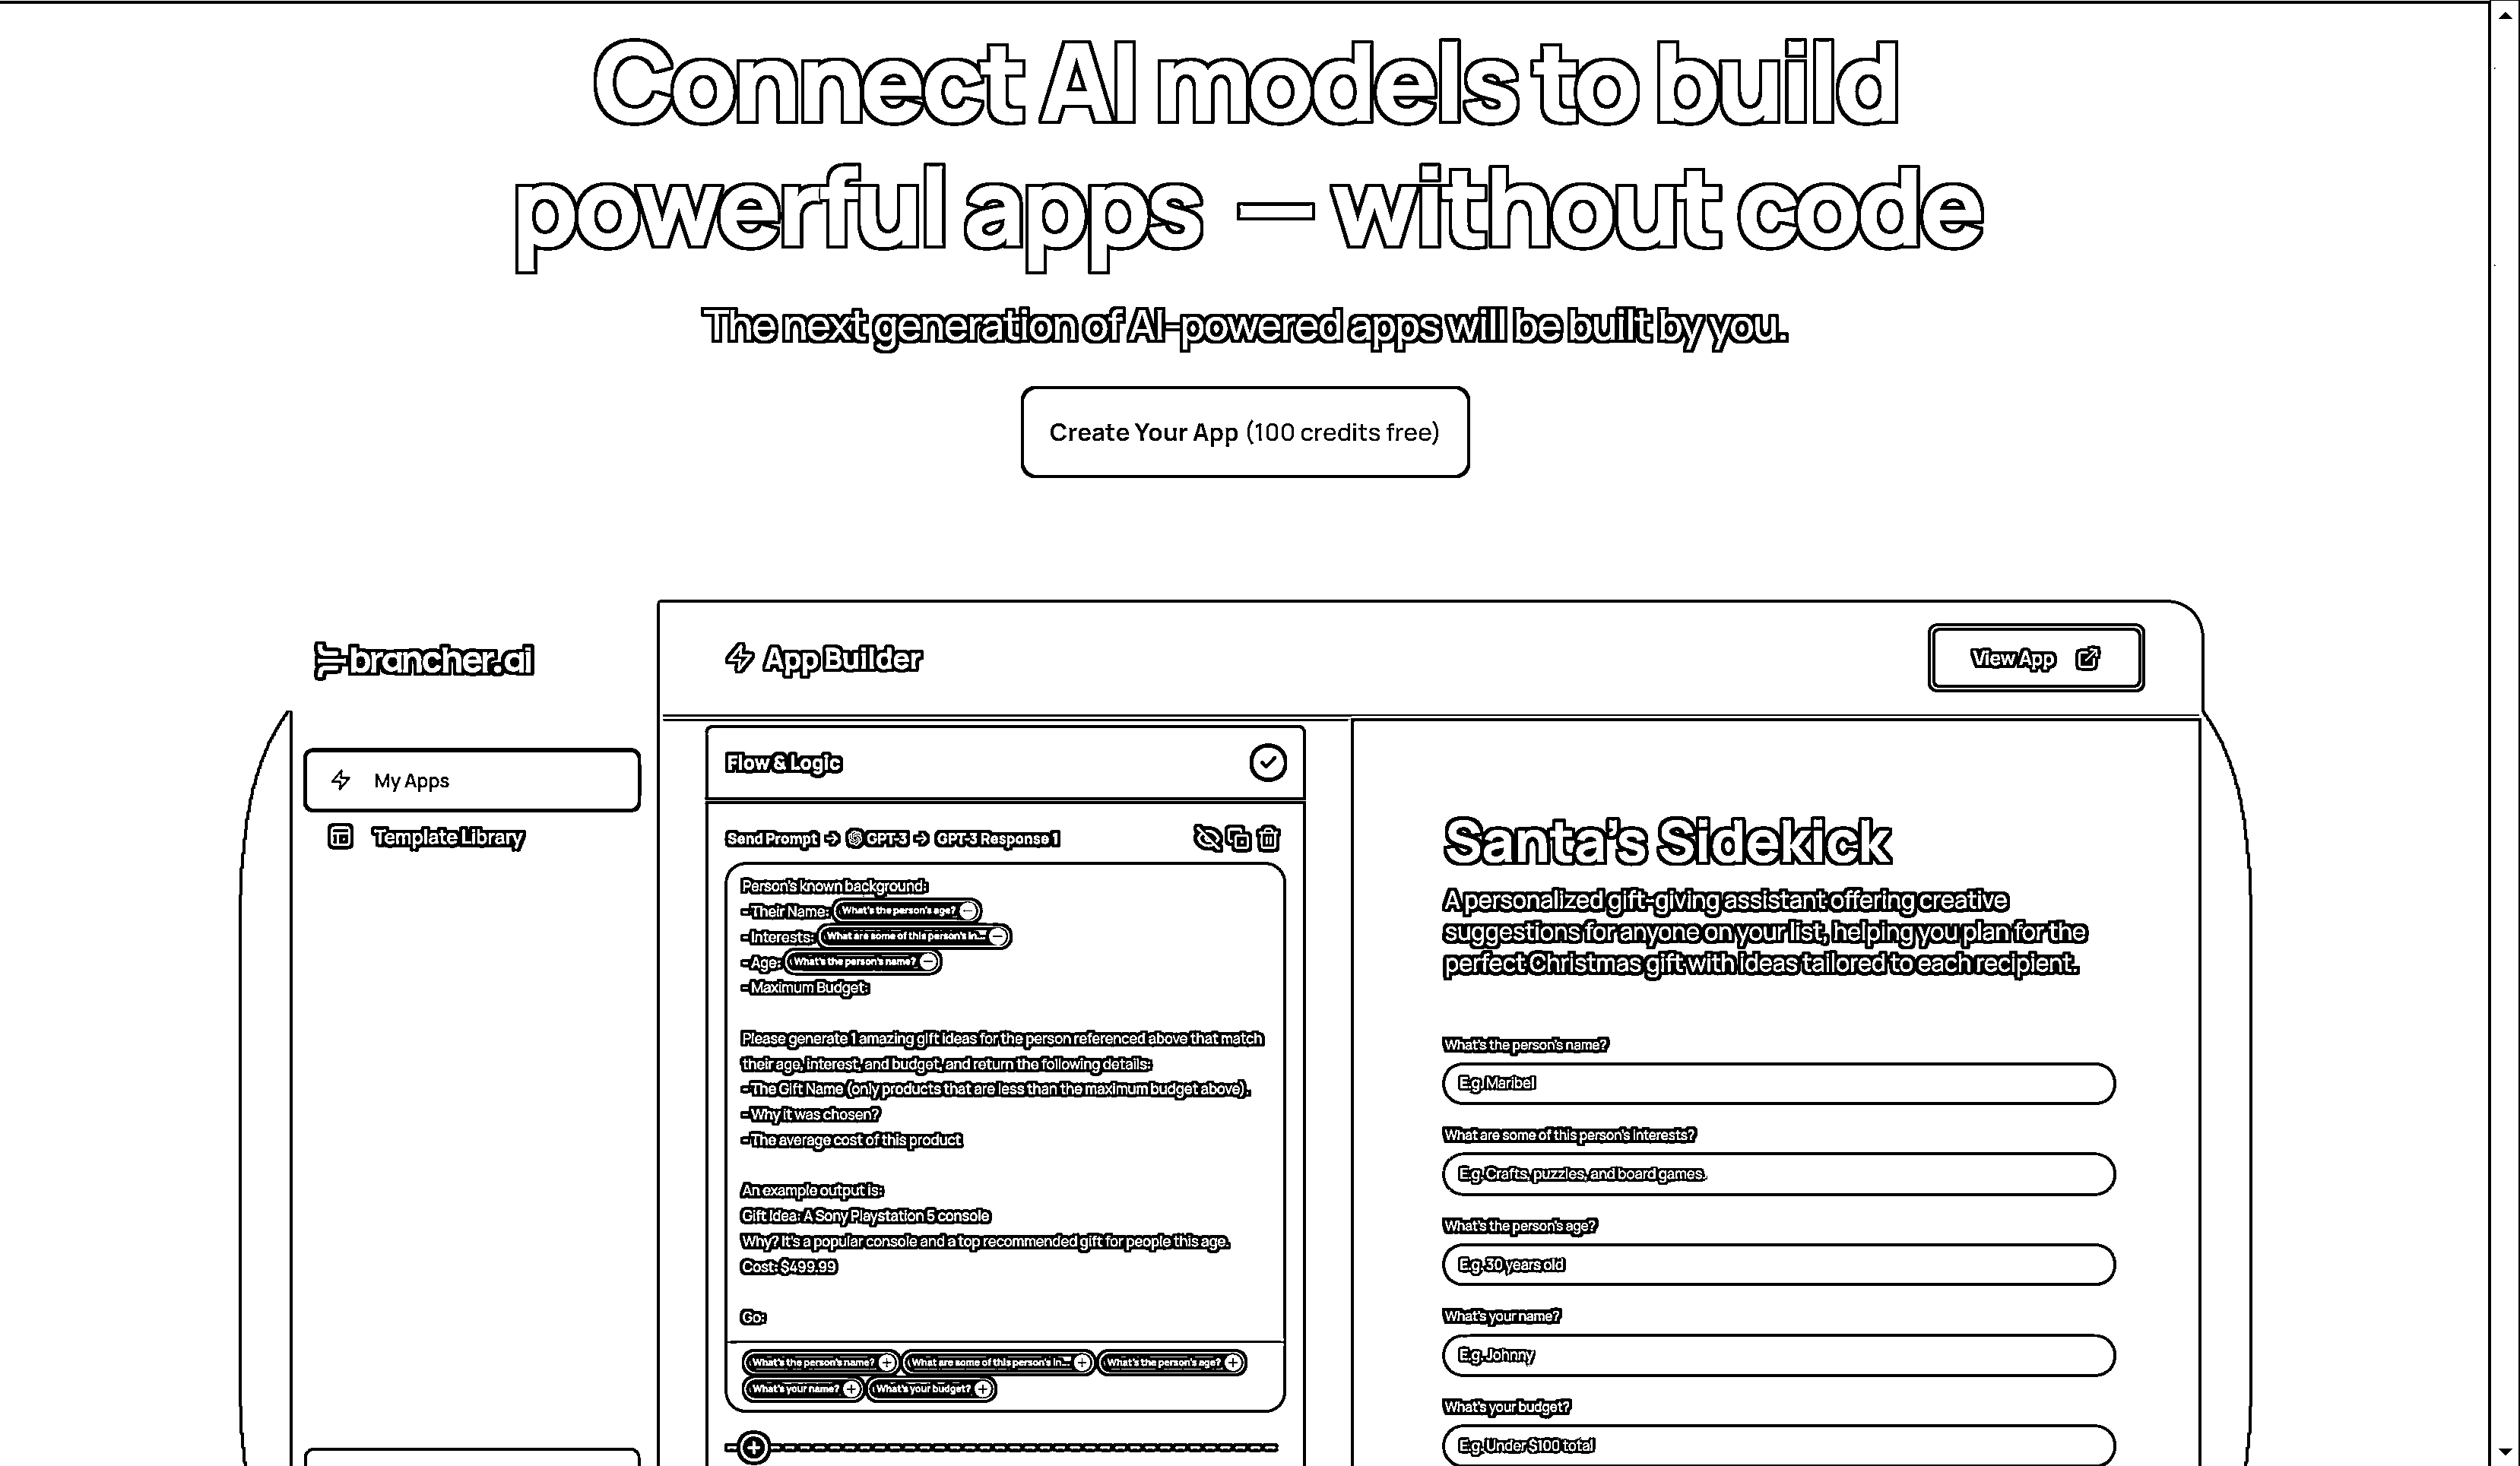 Connect AI models to build
powerful apps — without code
The next generation of AI-powered apps will be built by you.
Create Your App (100 credits free)
brancher.ai
App Builder
View App
My Apps
Template Library
Flow & Logic
Send Prompt → GPT-3 → GPT-3 Response 1
Person's known background:
- Their Name: What's the person's age?
- Interests: What are some of this person's in...
- Age: What's the person's name?
- Maximum Budget:
Please generate 1 amazing gift ideas for the person referenced above that match
their age, interest, and budget, and return the following details:
- The Gift Name (only products that are less than the maximum budget above).
- Why it was chosen?
- The average cost of this product
An example output is:
Gift Idea: A Sony Playstation 5 console
Why? It's a popular console and a top recommended gift for people this age.
Cost: $499.99
Go:
What's the person's name? What are some of this person's in... What's the person's age?
What's your name? What's your budget?
Santa's Sidekick
A personalized gift-giving assistant offering creative
suggestions for anyone on your list, helping you plan for the
perfect Christmas gift with ideas tailored to each recipient.
What's the person's name?
E.g. Maribel
What are some of this person's interests?
E.g. Crafts, puzzles, and board games.
What's the person's age?
E.g. 30 years old
What's your name?
E.g. Johnny
What's your budget?
E.g. Under $100 total